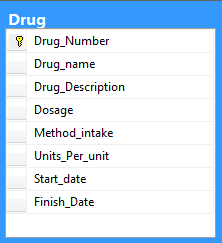 Drug
Drug_Number
Drug_name
Drug_Description
Dosage
Method_intake
Units_Per_unit
Start_date
Finish_Date